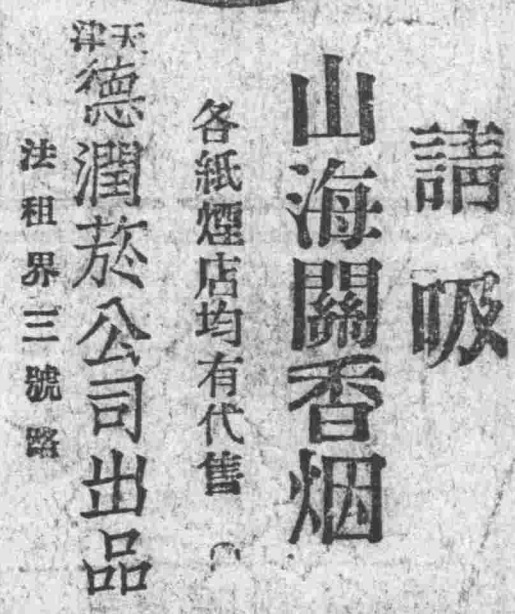 請吸
山海關香烟
各紙煙店均有代售
天津德潤菸公司出品
法租界三號路